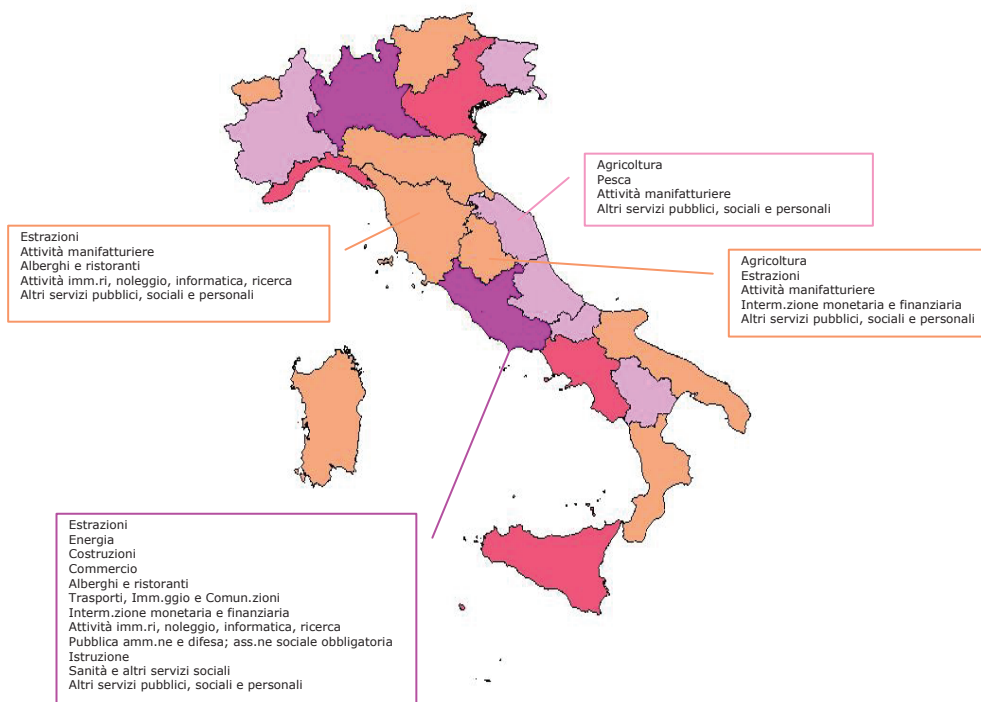 Agricoltura
Pesca
Attività manifatturiere
Altri servizi pubblici, sociali e personali
Estrazioni
Attività manifatturiere
Alberghi e ristoranti
Attività imm.ri, noleggio, informatica, ricerca
Altri servizi pubblici, sociali e personali
Agricoltura
Estrazioni
Attività manifatturiere
Interm.zione monetaria e finanziaria
Altri servizi pubblici, sociali e personali
Estrazioni
Energia
Costruzioni
Commercio
Alberghi e ristoranti
Trasporti, Imm.ggio e Comun.zioni
Interm.zione monetaria e finanziaria
Attività imm.ri, noleggio, informatica, ricerca
Pubblica amm.ne e difesa; ass.ne sociale obbligatoria
Istruzione
Sanità e altri servizi sociali
Altri servizi pubblici, sociali e personali